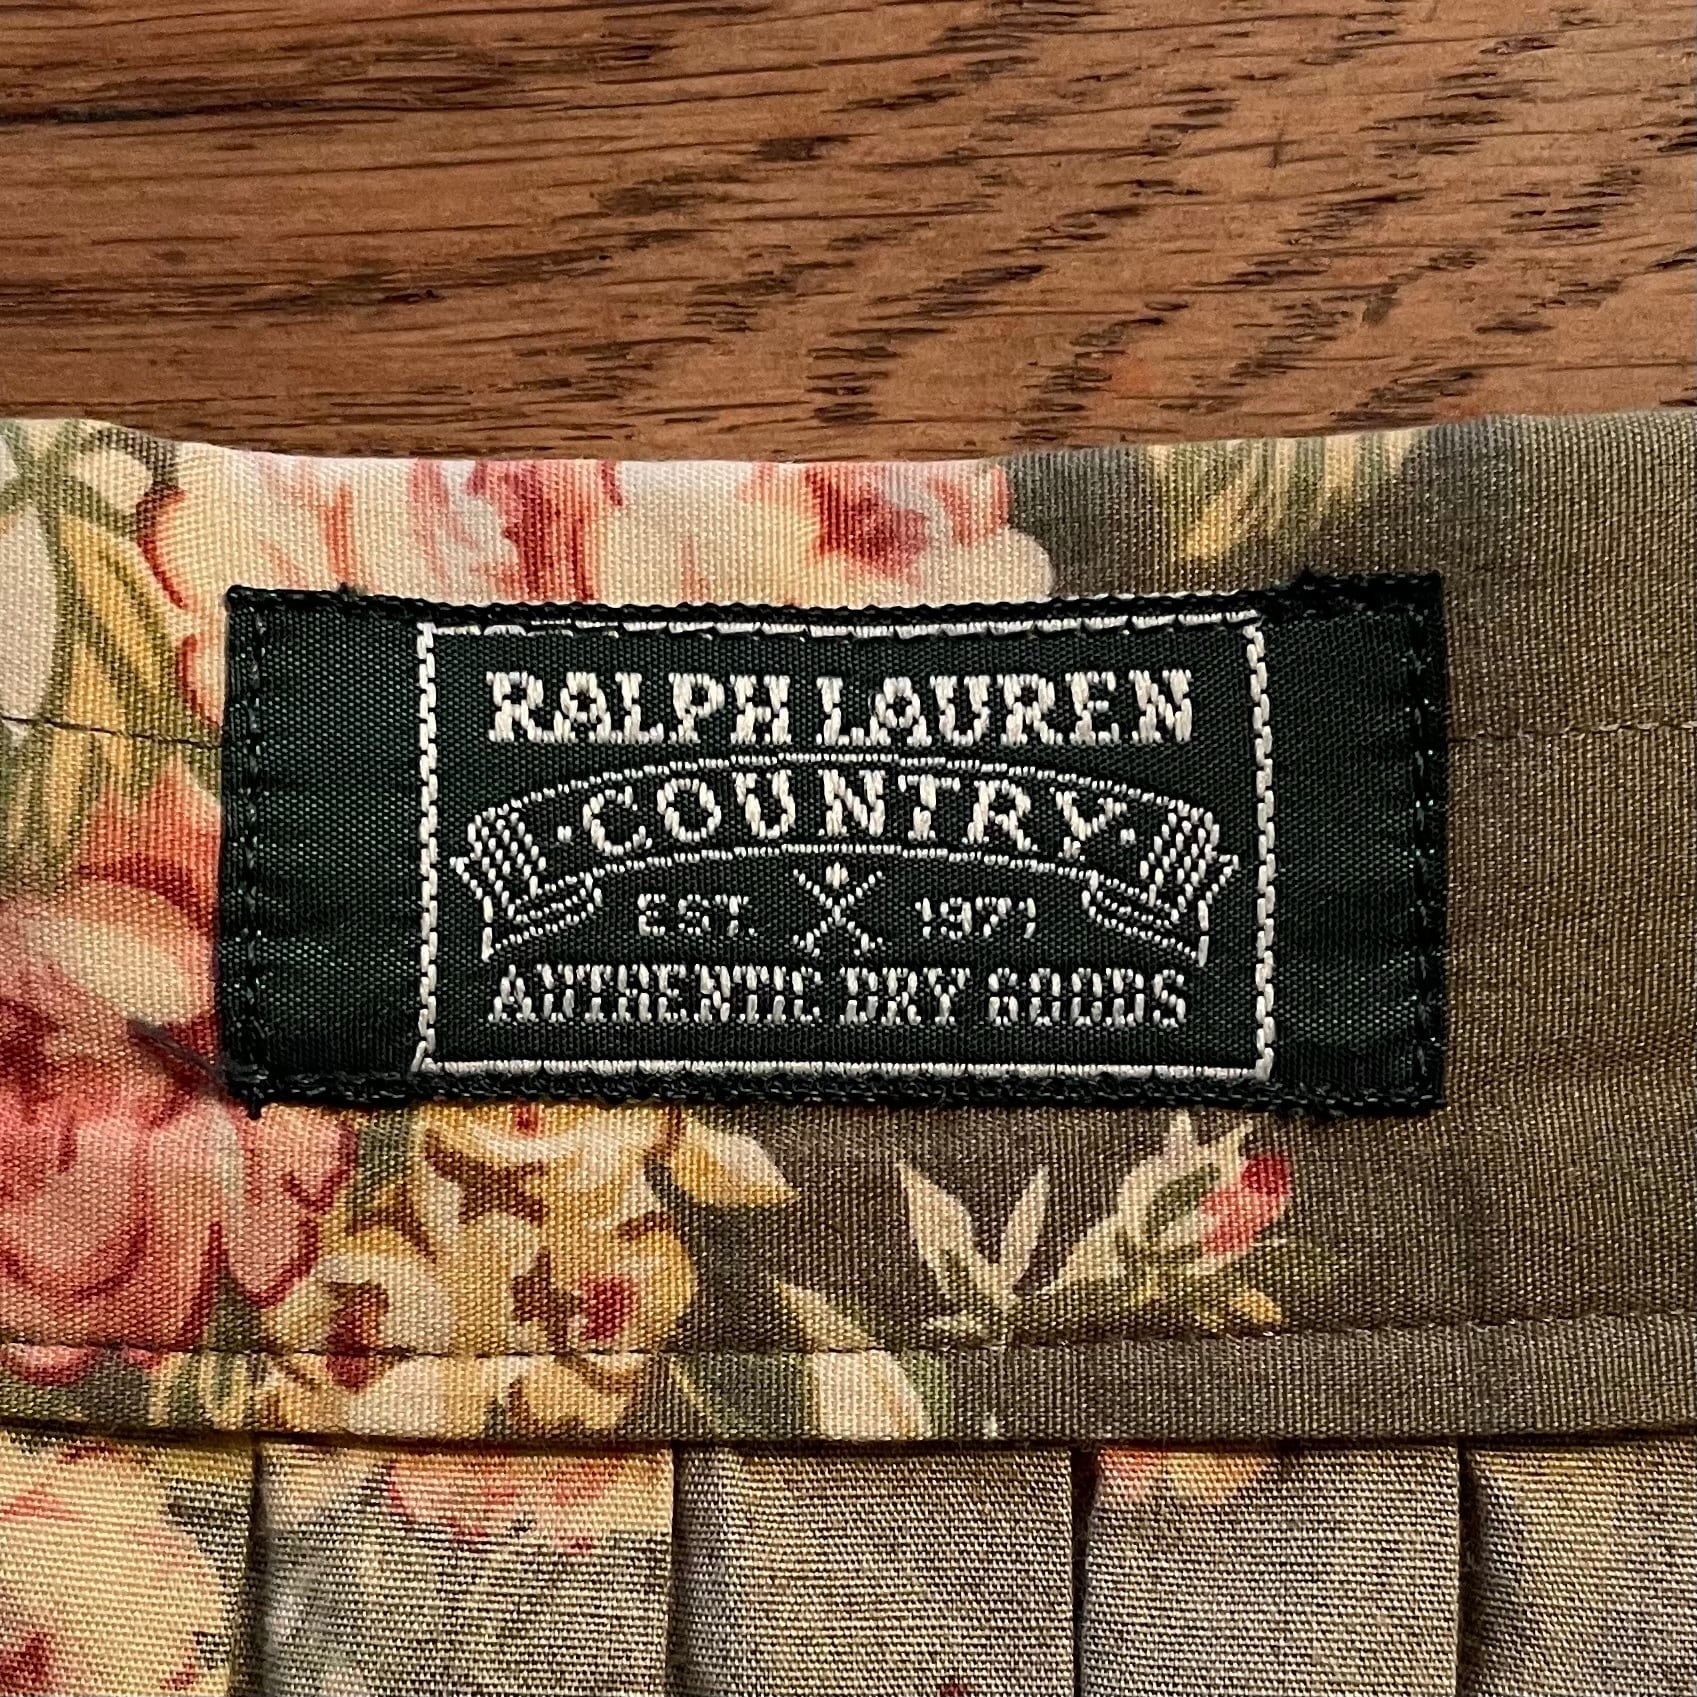 RALPH LAUREN
·COUNTRY·
EST. 1971
AUTHENTIC DRY GOODS